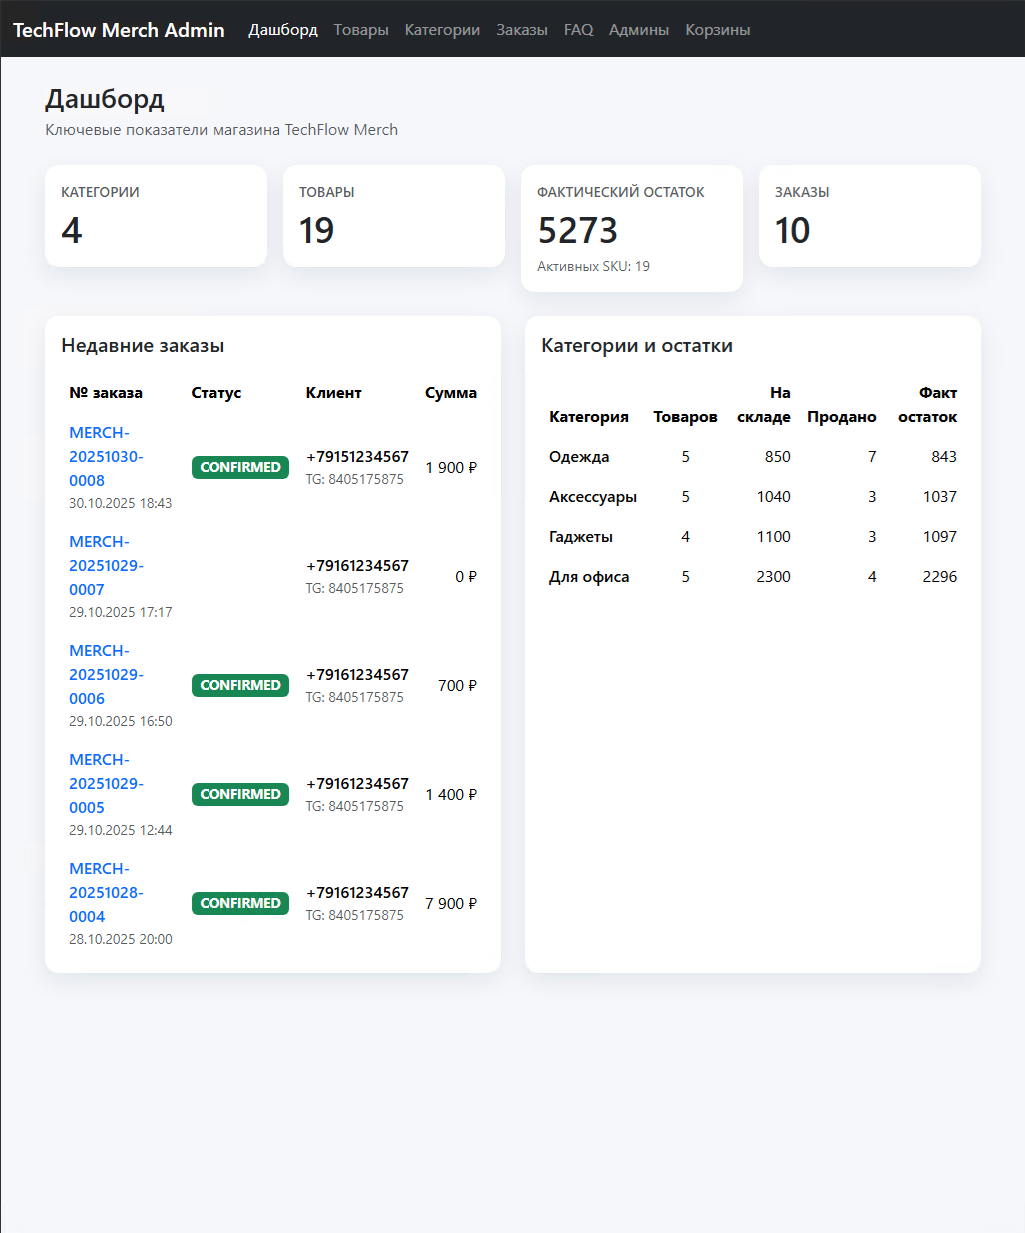 TechFlow Merch Admin Дашборд Товары Категории Заказы FAQ Админы Корзины
Дашборд
Ключевые показатели магазина TechFlow Merch
КАТЕГОРИИ
4
ТОВАРЫ
19
ФАКТИЧЕСКИЙ ОСТАТОК
5273
Активных SKU: 19
ЗАКАЗЫ
10
Недавние заказы
№ заказа Статус Клиент Сумма
MERCH-
20251030-
0008
30.10.2025 18:43
CONFIRMED
+79151234567
TG: 8405175875
1 900 ₽
MERCH-
20251029-
0007
29.10.2025 17:17
+79161234567
TG: 8405175875
0 ₽
MERCH-
20251029-
0006
29.10.2025 16:50
CONFIRMED
+79161234567
TG: 8405175875
700 ₽
MERCH-
20251029-
0005
29.10.2025 12:44
CONFIRMED
+79161234567
TG: 8405175875
1 400 ₽
MERCH-
20251028-
0004
28.10.2025 20:00
CONFIRMED
+79161234567
TG: 8405175875
7 900 ₽
Категории и остатки
Категория Товаров На складе Продано Факт остаток
Одежда 5 850 7 843
Аксессуары 5 1040 3 1037
Гаджеты 4 1100 3 1097
Для офиса 5 2300 4 2296